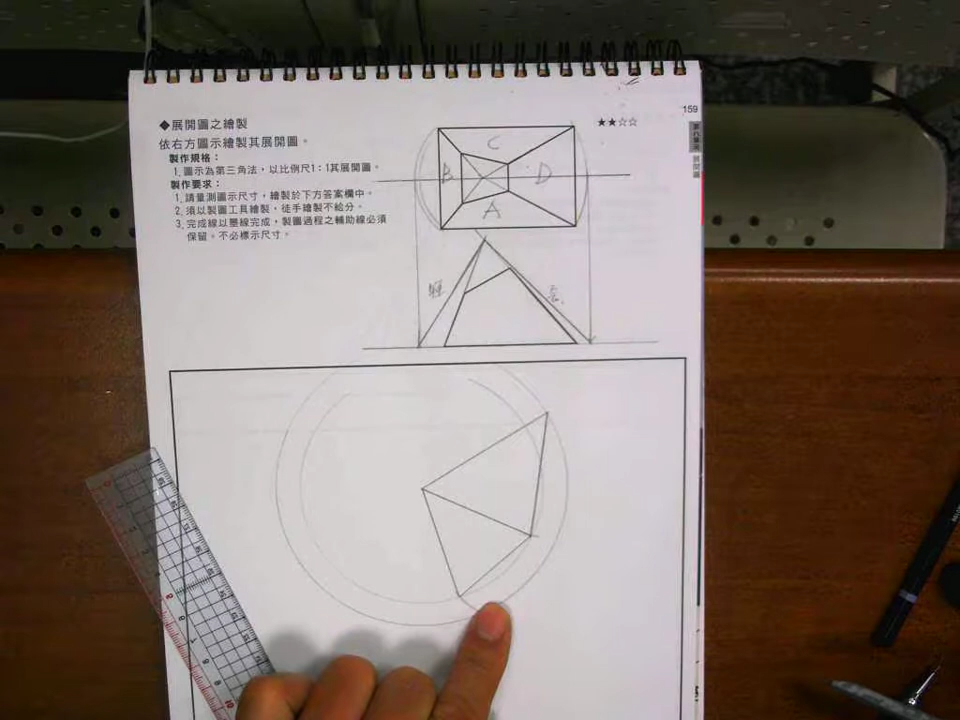 159
◆展開圖之繪製
★★☆☆
依右方圖示繪製其展開圖。
製作規格：
1. 圖示為第三角法，以比例尺1：1其展開圖。
製作要求：
1. 請量測圖示尺寸，繪製於下方答案欄中。
2. 須以製圖工具繪製，徒手繪製不給分。
3. 完成線以墨線完成，製圖過程之輔助線必須
保留。不必標示尺寸。
C
B
D
A